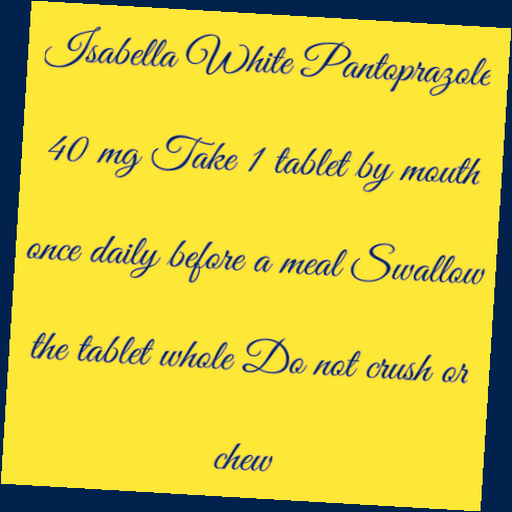 Isabella White Pantoprazole
40 mg Take 1 tablet by mouth
once daily before a meal Swallow
the tablet whole Do not crush or
chew